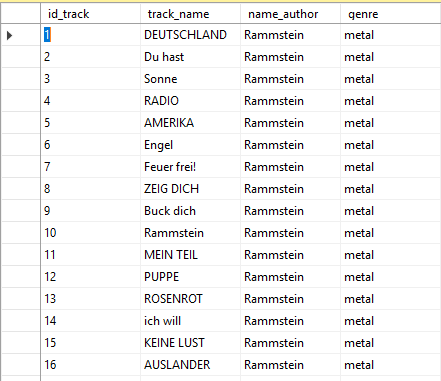 id_track track_name name_author genre
1 DEUTSCHLAND Rammstein metal
2 Du hast Rammstein metal
3 Sonne Rammstein metal
4 RADIO Rammstein metal
5 AMERIKA Rammstein metal
6 Engel Rammstein metal
7 Feuer frei! Rammstein metal
8 ZEIG DICH Rammstein metal
9 Buck dich Rammstein metal
10 Rammstein Rammstein metal
11 MEIN TEIL Rammstein metal
12 PUPPE Rammstein metal
13 ROSENROT Rammstein metal
14 ich will Rammstein metal
15 KEINE LUST Rammstein metal
16 AUSLANDER Rammstein metal